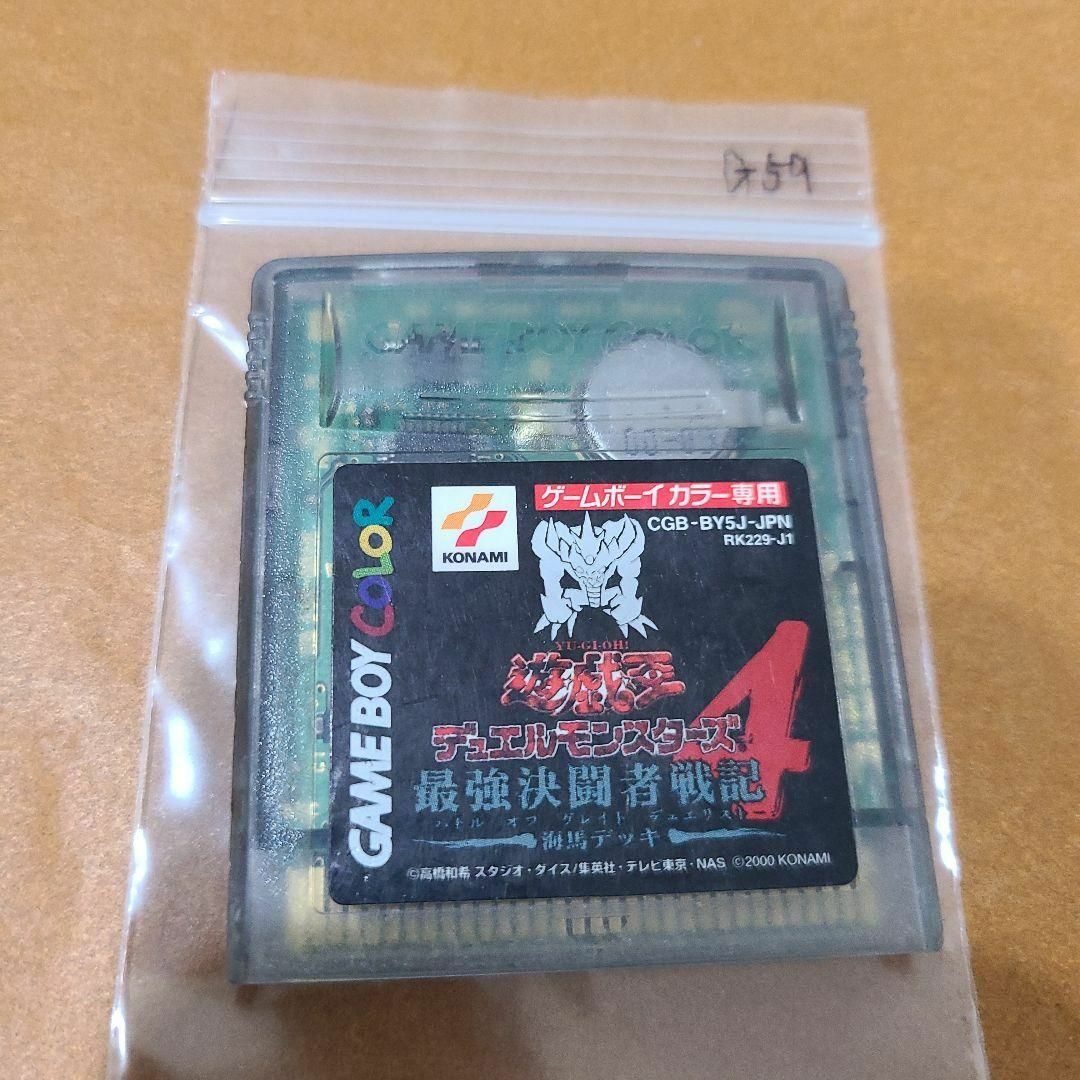 G59
GAME BOY COLOR
GAME BOY COLOR
KONAMI
ゲームボーイカラー専用
CGB-BY5J-JPN
RK229-J1
YU-GI-OH!
遊戯王
デュエルモンスターズ4
最強決闘者戦記
バトル オブ グレイト デュエリスト
海馬デッキ
©高橋和希 スタジオ・ダイス/集英社・テレビ東京・NAS ©2000 KONAMI